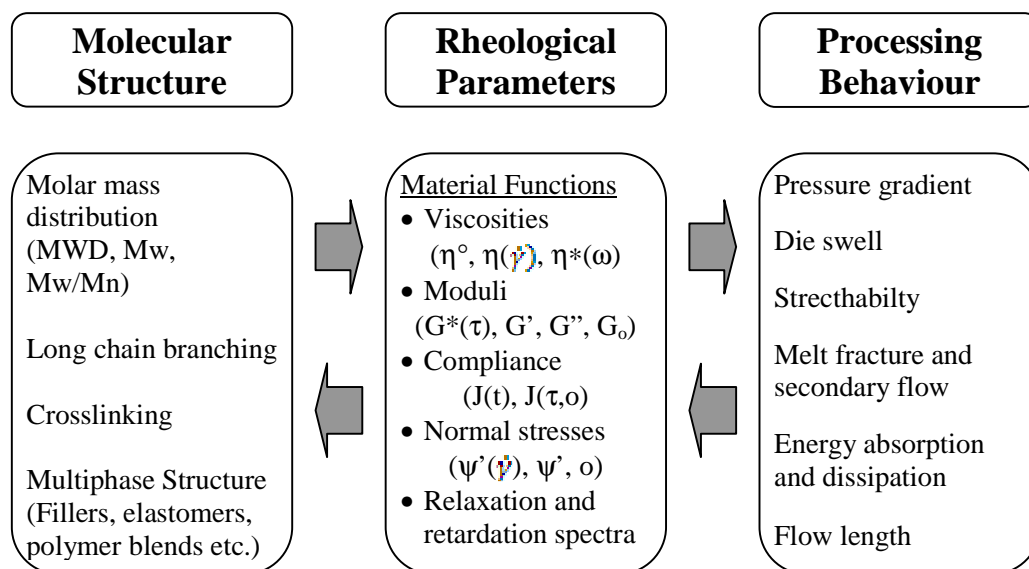 Molecular
Structure
Rheological
Parameters
Processing
Behaviour
Molar mass
distribution
(MWD, Mw,
Mw/Mn)
Long chain branching
Crosslinking
Multiphase Structure
(Fillers, elastomers,
polymer blends etc.)
Material Functions
• Viscosities
(η°, η(γ̇), η*(ω)
• Moduli
(G*(τ), G’, G”, Gₒ)
• Compliance
(J(t), J(τ,o)
• Normal stresses
(ψ’(γ̇), ψ’, o)
• Relaxation and
retardation spectra
Pressure gradient
Die swell
Strecthabilty
Melt fracture and
secondary flow
Energy absorption
and dissipation
Flow length